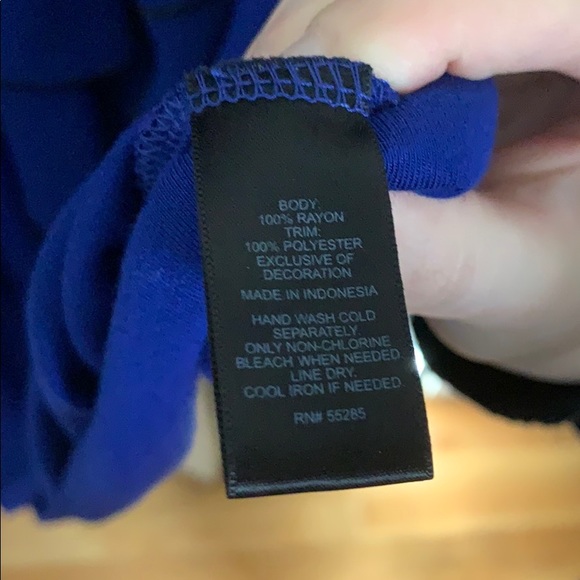 BODY:
100% RAYON
TRIM:
100% POLYESTER
EXCLUSIVE OF
DECORATION
MADE IN INDONESIA
HAND WASH COLD
SEPARATELY.
ONLY NON-CHLORINE
BLEACH WHEN NEEDED.
LINE DRY.
COOL IRON IF NEEDED.
RN# 55285